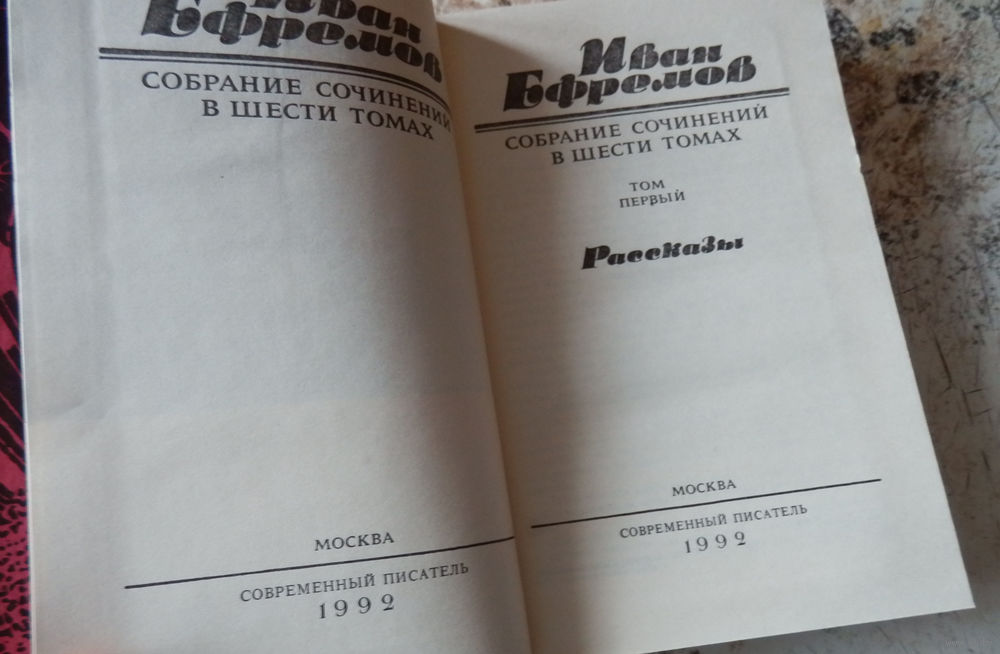 Иван
Ефремов
СОБРАНИЕ СОЧИНЕНИЙ
В ШЕСТИ ТОМАХ
МОСКВА
СОВРЕМЕННЫЙ ПИСАТЕЛЬ
1992
Иван
Ефремов
СОБРАНИЕ СОЧИНЕНИЙ
В ШЕСТИ ТОМАХ
ТОМ
ПЕРВЫЙ
Рассказы
МОСКВА
СОВРЕМЕННЫЙ ПИСАТЕЛЬ
1992